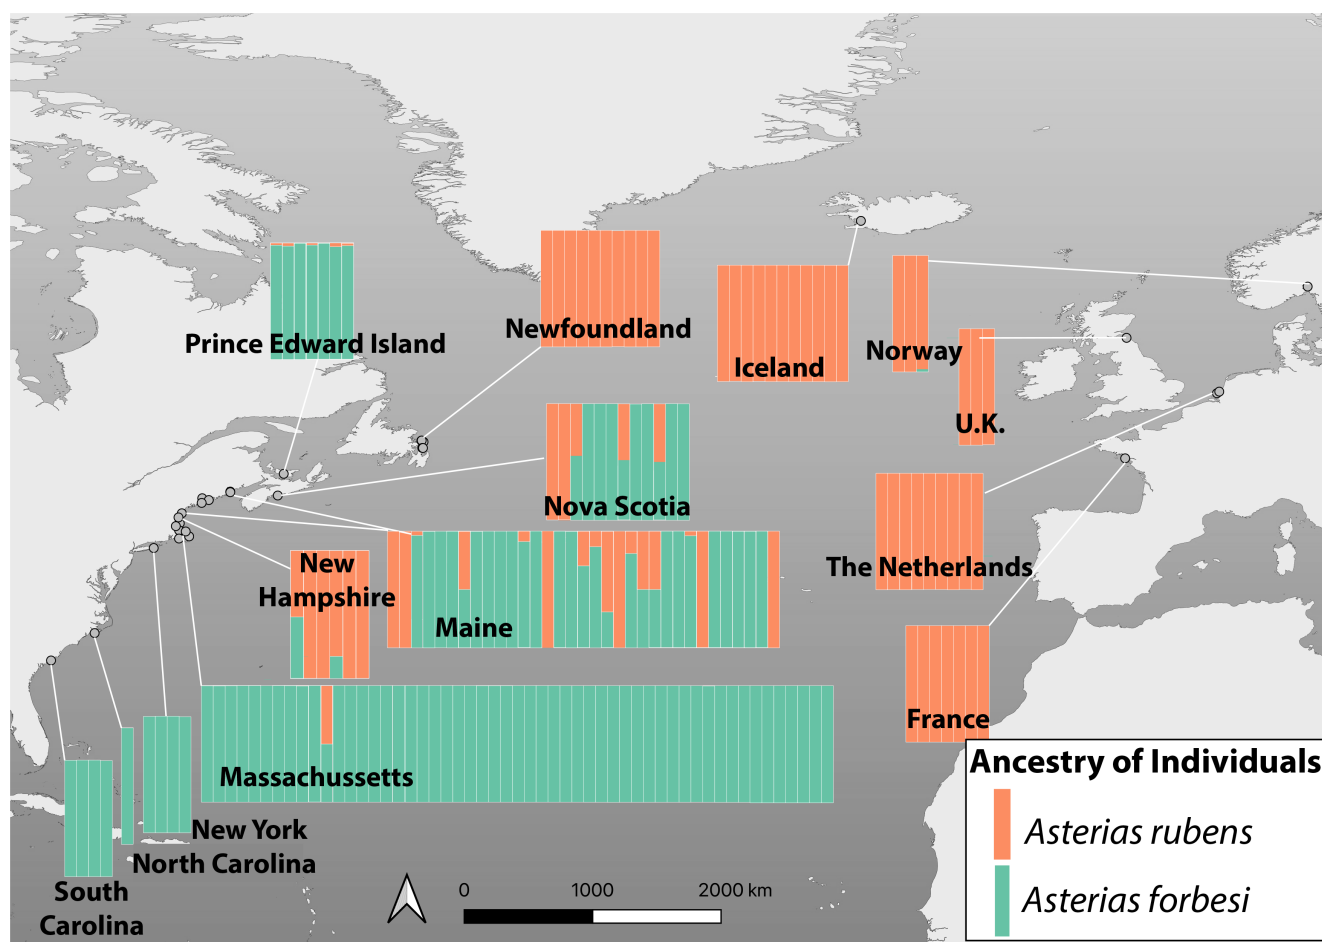 Newfoundland
Prince Edward Island
Iceland
Norway
U.K.
Nova Scotia
The Netherlands
New
Hampshire
Maine
France
Massachussetts
New York
North Carolina
South
Carolina
0 1000 2000 km
Ancestry of Individuals
Asterias rubens
Asterias forbesi